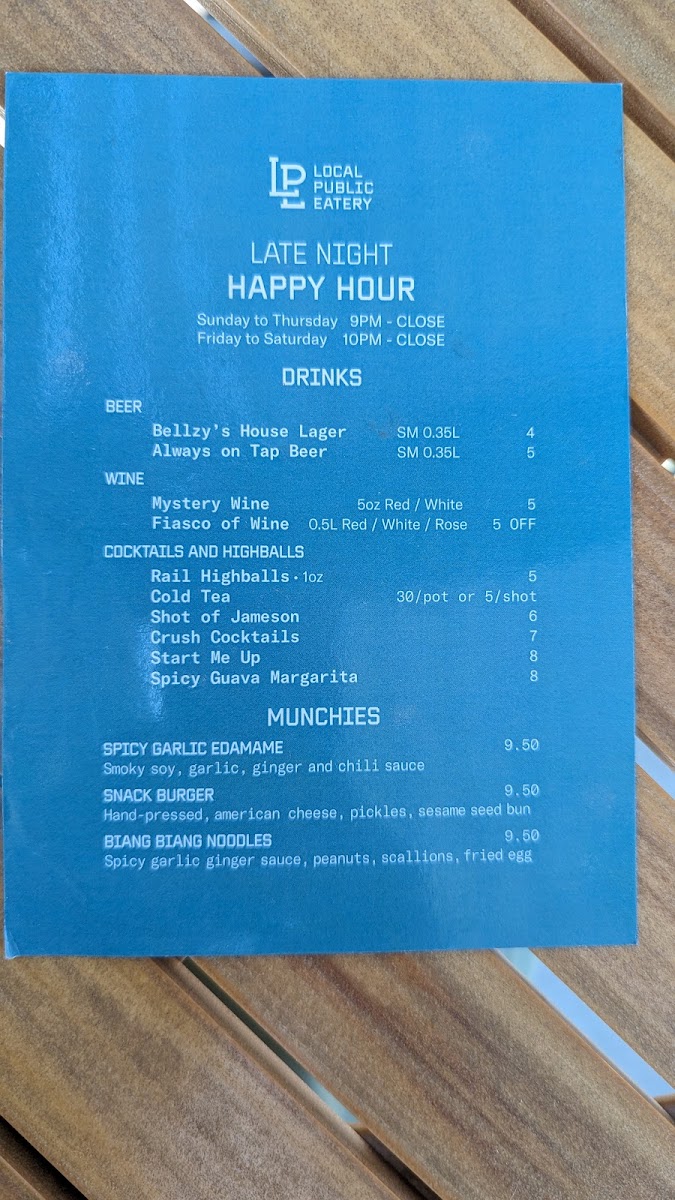 LOCAL
PUBLIC
EATERY
LATE NIGHT
HAPPY HOUR
Sunday to Thursday 9PM - CLOSE
Friday to Saturday 10PM - CLOSE
DRINKS
BEER
Bellzy's House Lager SM 0.35L 4
Always on Tap Beer SM 0.35L 5
WINE
Mystery Wine 5oz Red / White 5
Fiasco of Wine 0.5L Red / White / Rose 5 OFF
COCKTAILS AND HIGHBALLS
Rail Highballs · 1oz 5
Cold Tea 30/pot or 5/shot
Shot of Jameson 6
Crush Cocktails 7
Start Me Up 8
Spicy Guava Margarita 8
MUNCHIES
SPICY GARLIC EDAMAME 9.50
Smoky soy, garlic, ginger and chili sauce
SNACK BURGER 9.50
Hand-pressed, american cheese, pickles, sesame seed bun
BIANG BIANG NOODLES 9.50
Spicy garlic ginger sauce, peanuts, scallions, fried egg